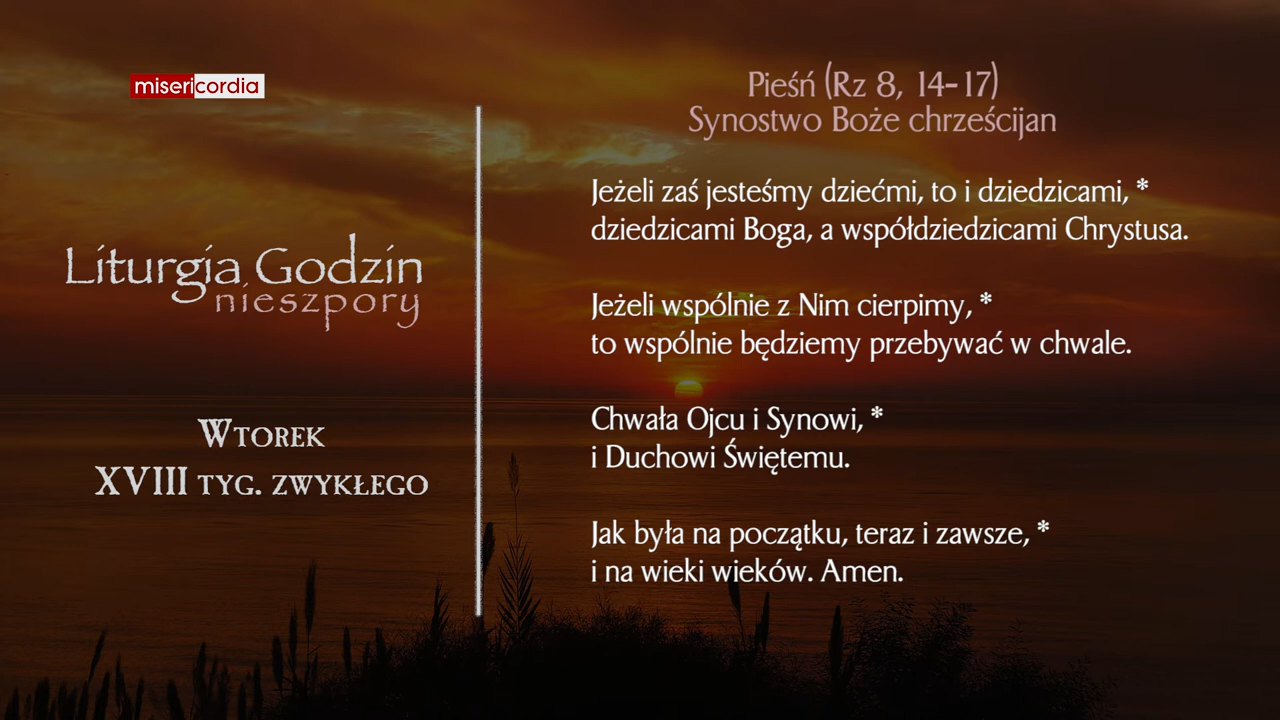 misericordia
Liturgia Godzin
nieszpory
Wtorek
XVIII tyg. zwykłego
Pieśń (Rz 8, 14-17)
Synostwo Boże chrześcijan
Jeżeli zaś jesteśmy dziećmi, to i dziedzicami, *
dziedzicami Boga, a współdziedzicami Chrystusa.
Jeżeli wspólnie z Nim cierpimy, *
to wspólnie będziemy przebywać w chwale.
Chwała Ojcu i Synowi, *
i Duchowi Świętemu.
Jak była na początku, teraz i zawsze, *
i na wieki wieków. Amen.